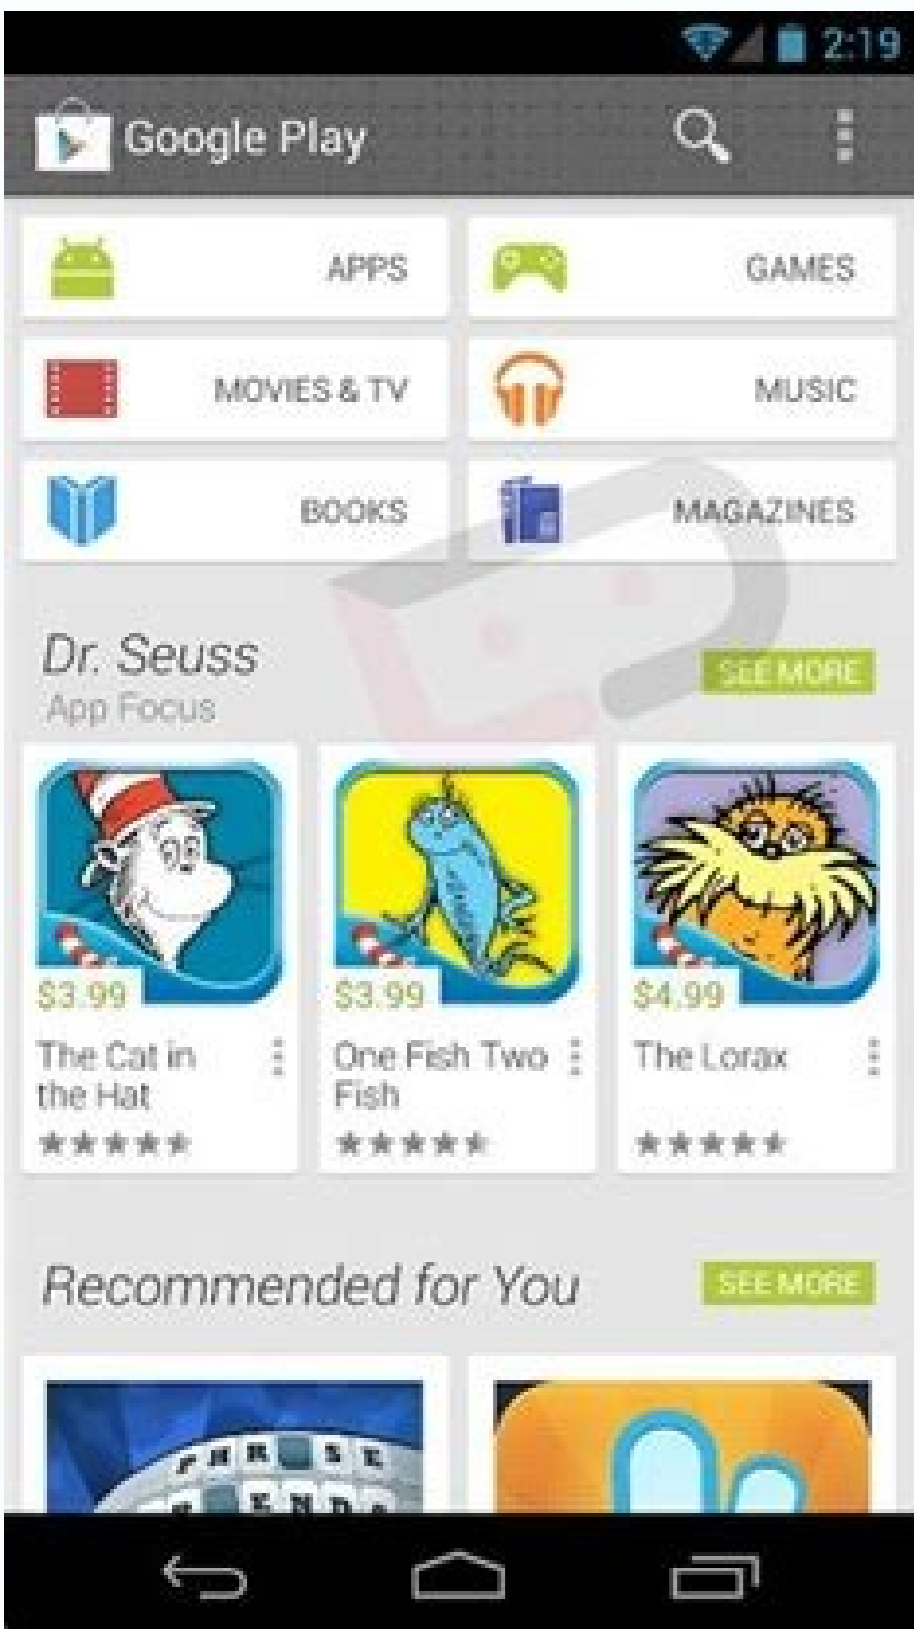 2:19
Google Play
APPS
GAMES
MOVIES & TV
MUSIC
BOOKS
MAGAZINES
Dr. Seuss
App Focus
SEE MORE
$3.99
$3.99
$4.99
The Cat in
the Hat
One Fish Two
Fish
The Lorax
Recommended for You
SEE MORE